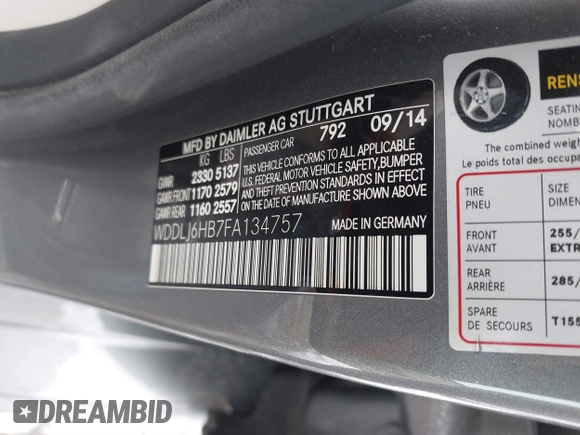 MFD BY DAIMLER AG STUTTGART
PASSENGER CAR 792 09/14
KG LBS
GVWR 2330 5137
GAWR FRONT 1170 2579
GAWR REAR 1160 2557
THIS VEHICLE CONFORMS TO ALL APPLICABLE
U.S. FEDERAL MOTOR VEHICLE SAFETY, BUMPER
AND THEFT PREVENTION STANDARDS IN EFFECT
ON THE DATE OF MANUFACTURE SHOWN ABOVE.
WDDLJ6HB7FA134757
RENS
SEATIN
NOMB
The combined weigh
Le poids total des occupa
TIRE
PNEU
SIZE
DIMEN
FRONT
AVANT
255/
EXTR
REAR
ARRIÈRE
285/
SPARE
DE SECOURS
T155
DREAMBID